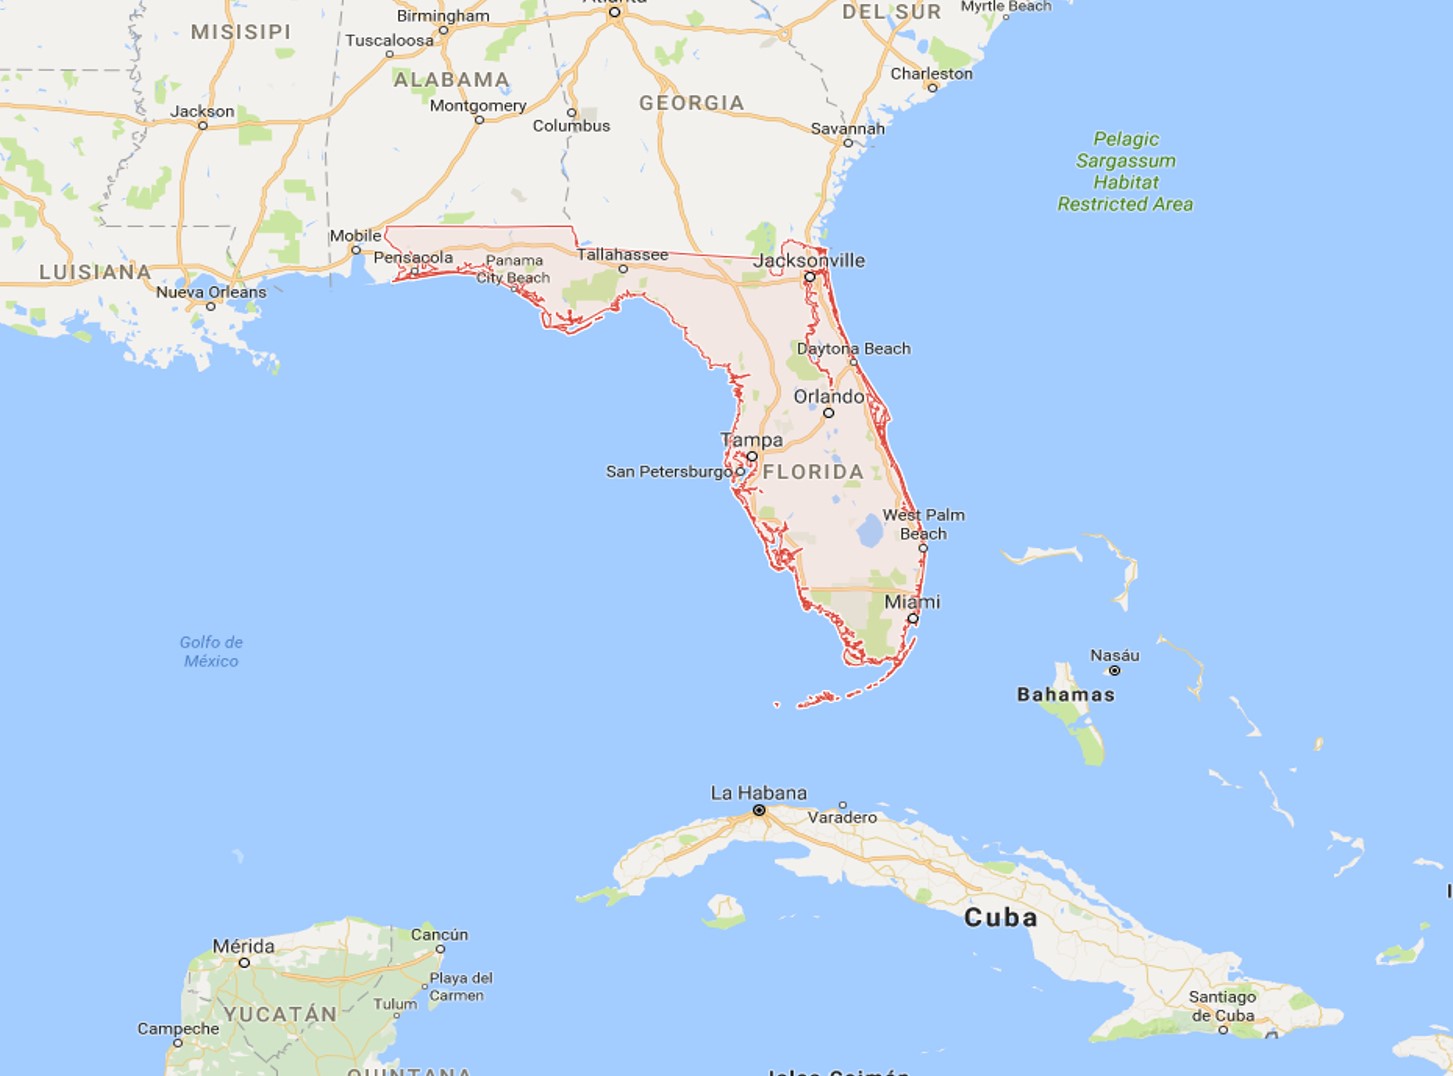 Atlanta
DEL SUR
Myrtle Beach
Birmingham
MISISIPI
Tuscaloosa
ALABAMA
Charleston
GEORGIA
Montgomery
Jackson
Columbus
Savannah
Pelagic
Sargassum
Habitat
Restricted Area
Mobile
Pensacola
Panama
City Beach
Tallahassee
Jacksonville
LUISIANA
Nueva Orleans
Daytona Beach
Orlando
Tampa
San Petersburgo
FLORIDA
West Palm
Beach
Miami
Golfo de
México
Nasáu
Bahamas
La Habana
Varadero
Cuba
Cancún
Mérida
Playa del
Carmen
Tulum
YUCATÁN
Campeche
Santiago
de Cuba
QUINTANA
Islas Caimán